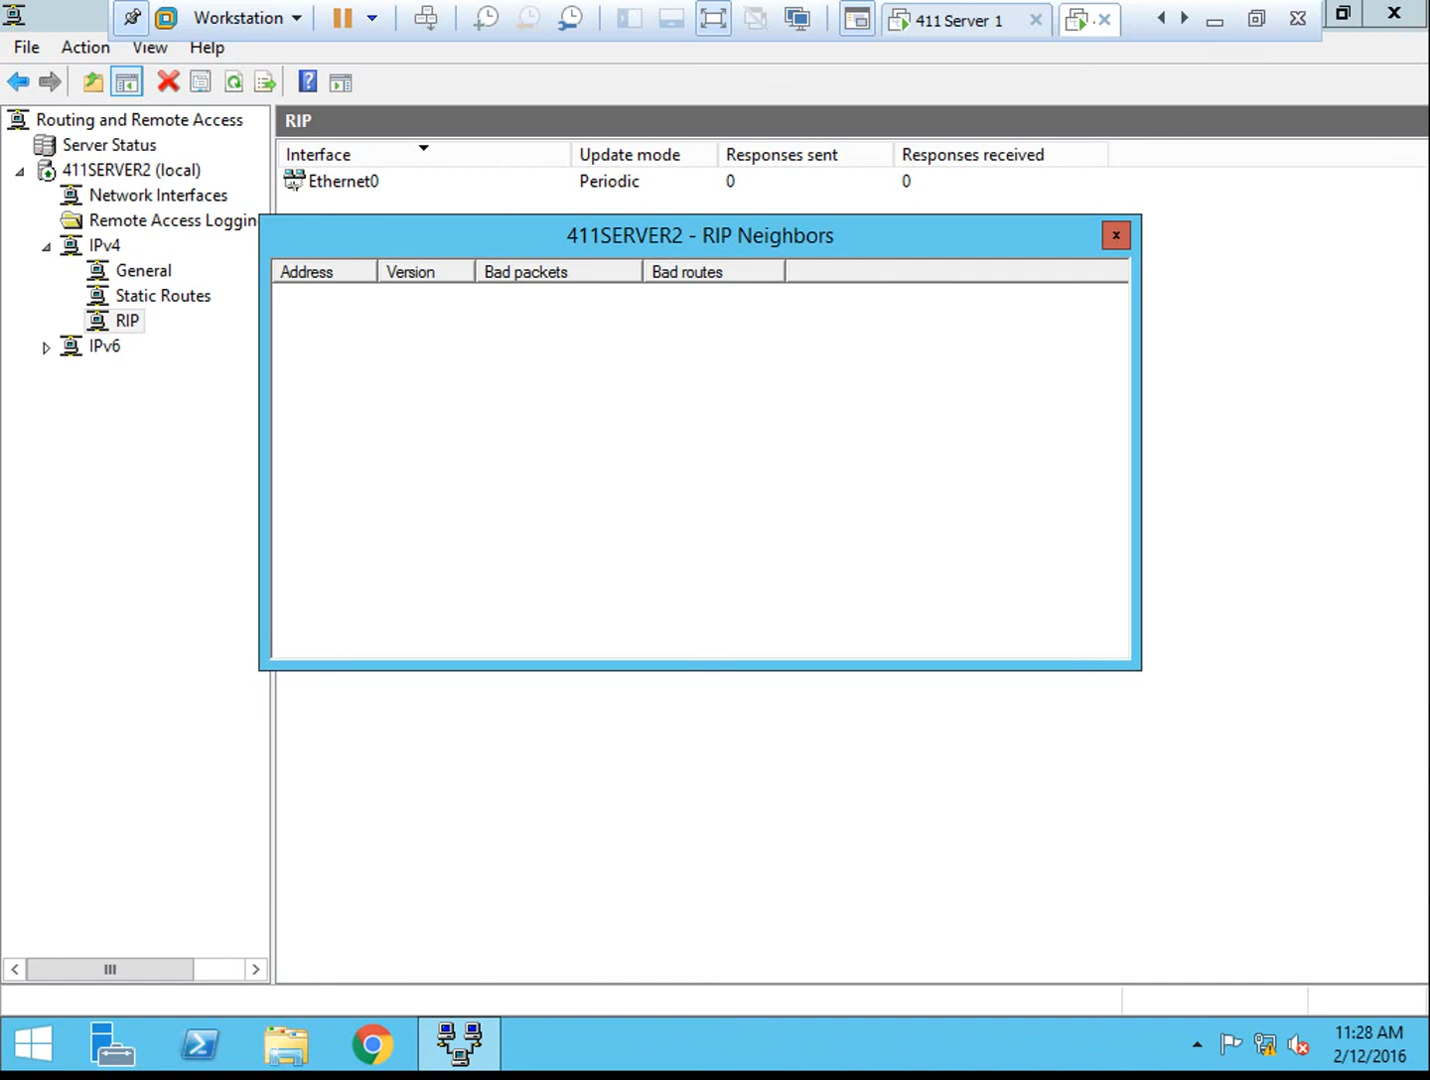 Workstation
411 Server 1
File Action View Help
Routing and Remote Access
Server Status
411SERVER2 (local)
Network Interfaces
Remote Access Loggin
IPv4
General
Static Routes
RIP
IPv6
RIP
Interface Update mode Responses sent Responses received
Ethernet0 Periodic 0 0
411SERVER2 - RIP Neighbors
Address Version Bad packets Bad routes
11:28 AM
2/12/2016